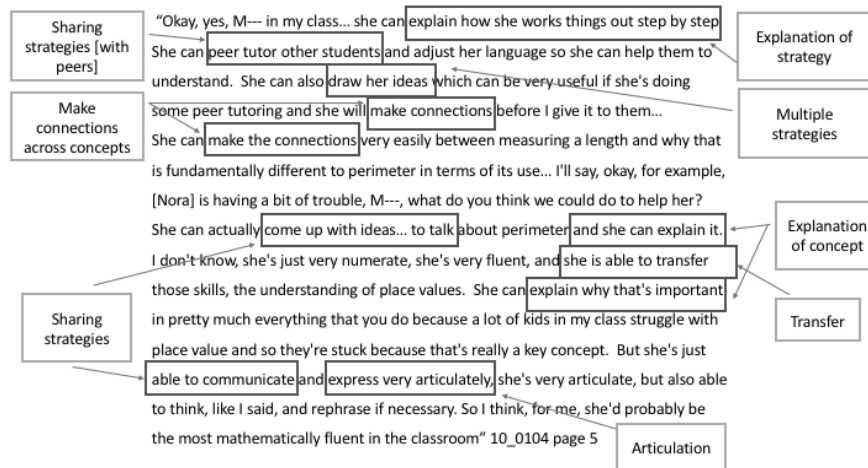 Sharing
strategies [with
peers]
Make
connections
across concepts
Sharing
strategies
“Okay, yes, M--- in my class… she can explain how she works things out step by step
She can peer tutor other students and adjust her language so she can help them to
understand. She can also draw her ideas which can be very useful if she's doing
some peer tutoring and she will make connections before I give it to them…
She can make the connections very easily between measuring a length and why that
is fundamentally different to perimeter in terms of its use… I'll say, okay, for example,
[Nora] is having a bit of trouble, M---, what do you think we could do to help her?
She can actually come up with ideas… to talk about perimeter and she can explain it.
I don't know, she's just very numerate, she's very fluent, and she is able to transfer
those skills, the understanding of place values. She can explain why that's important
in pretty much everything that you do because a lot of kids in my class struggle with
place value and so they're stuck because that's really a key concept. But she's just
able to communicate and express very articulately, she's very articulate, but also able
to think, like I said, and rephrase if necessary. So I think, for me, she'd probably be
the most mathematically fluent in the classroom” 10_0104 page 5
Explanation of
strategy
Multiple
strategies
Explanation
of concept
Transfer
Articulation